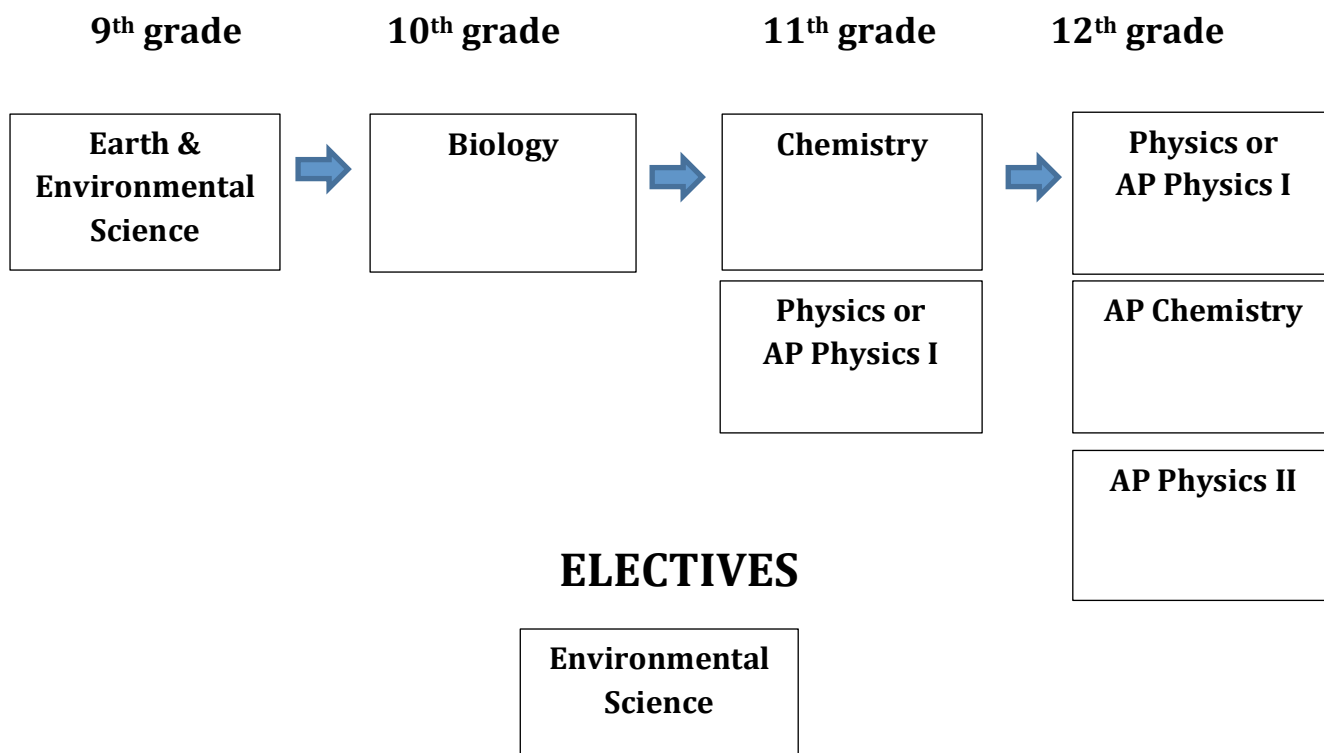 9th grade 10th grade 11th grade 12th grade
Earth &
Environmental
Science
Biology
Chemistry
Physics or
AP Physics I
Physics or
AP Physics I
AP Chemistry
AP Physics II
ELECTIVES
Environmental
Science